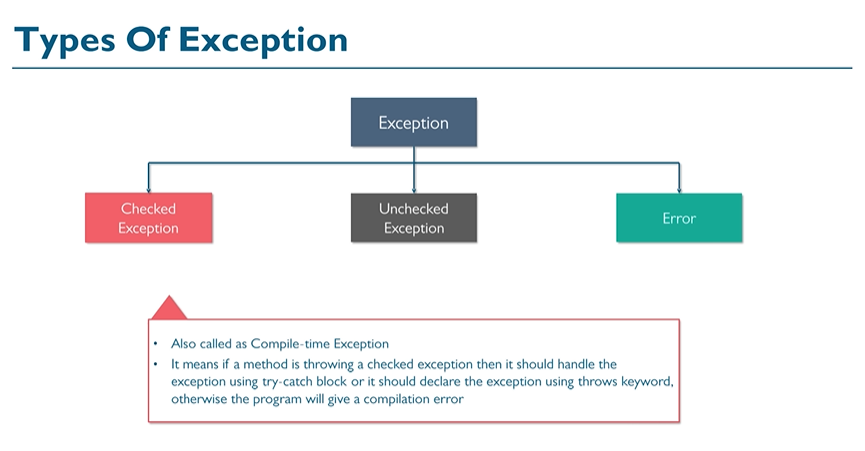 Types Of Exception
Exception
Checked
Exception
Unchecked
Exception
Error
• Also called as Compile-time Exception
• It means if a method is throwing a checked exception then it should handle the
exception using try-catch block or it should declare the exception using throws keyword,
otherwise the program will give a compilation error